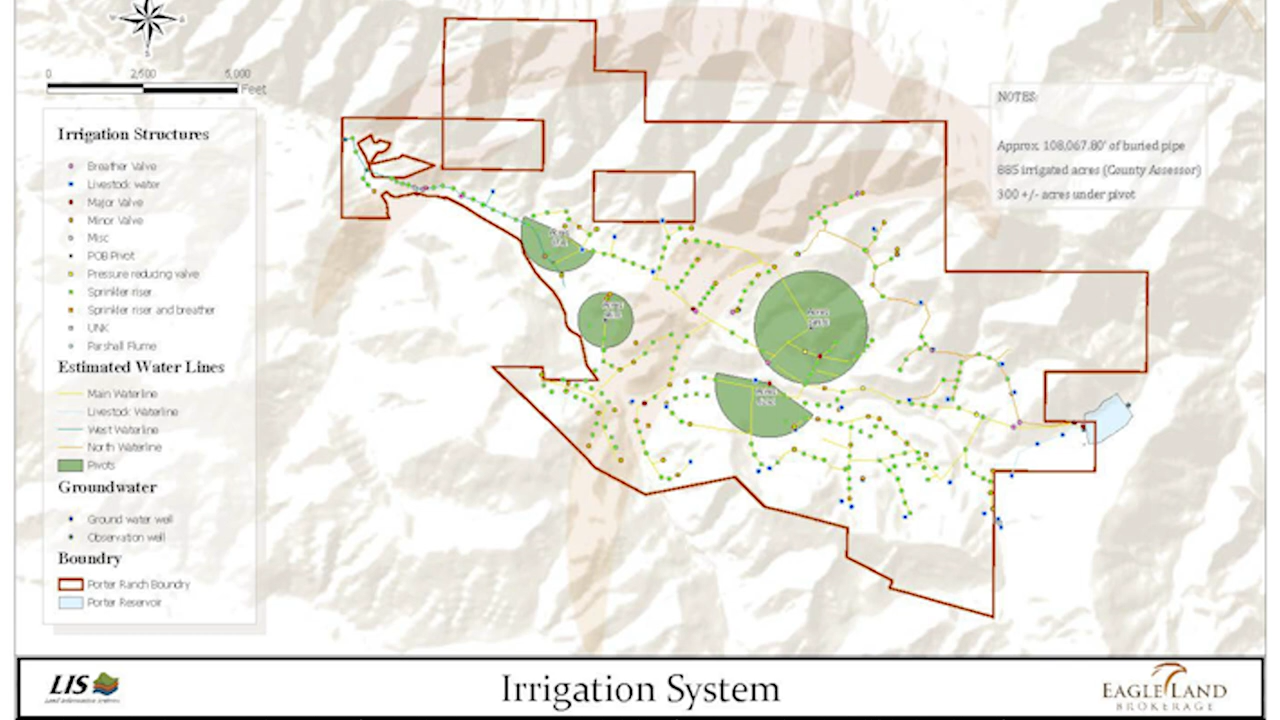 0 2,500 5,000
Feet
NOTES:
Approx. 108,067.80' of buried pipe
885 irrigated acres (County Assessor)
300 +/- acres under pivot
Irrigation Structures
Breather Valve
Livestock water
Major Valve
Minor Valve
Misc
POB Pivot
Pressure reducing valve
Sprinkler riser
Sprinkler riser and breather
UNK
Parshall Flume
Estimated Water Lines
Main Waterline
Livestock Waterline
West Waterline
North Waterline
Pivots
Groundwater
Ground water well
Observation well
Boundry
Porter Ranch Boundry
Porter Reservoir
LIS
Irrigation System
EAGLE LAND
BROKERAGE